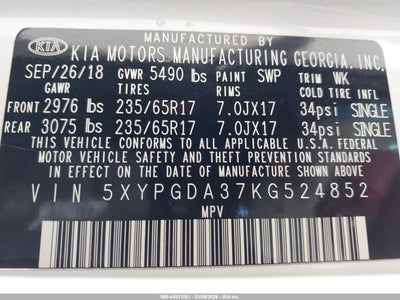 MANUFACTURED BY
KIA KIA MOTORS MANUFACTURING GEORGIA, INC.
SEP/26/18 GVWR 5490 lbs PAINT SWP TRIM WK
GAWR TIRES RIMS COLD TIRE INFL
FRONT 2976 lbs 235/65R17 7.0JX17 34psi SINGLE
REAR 3075 lbs 235/65R17 7.0JX17 34psi SINGLE
THIS VEHICLE CONFORMS TO ALL APPLICABLE U.S.A. FEDERAL
MOTOR VEHICLE SAFETY AND THEFT PREVENTION STANDARDS
IN EFFECT ON THE DATE OF MANUFACTURE SHOWN ABOVE.
VIN 5XYPGDA37KG524852
MPV